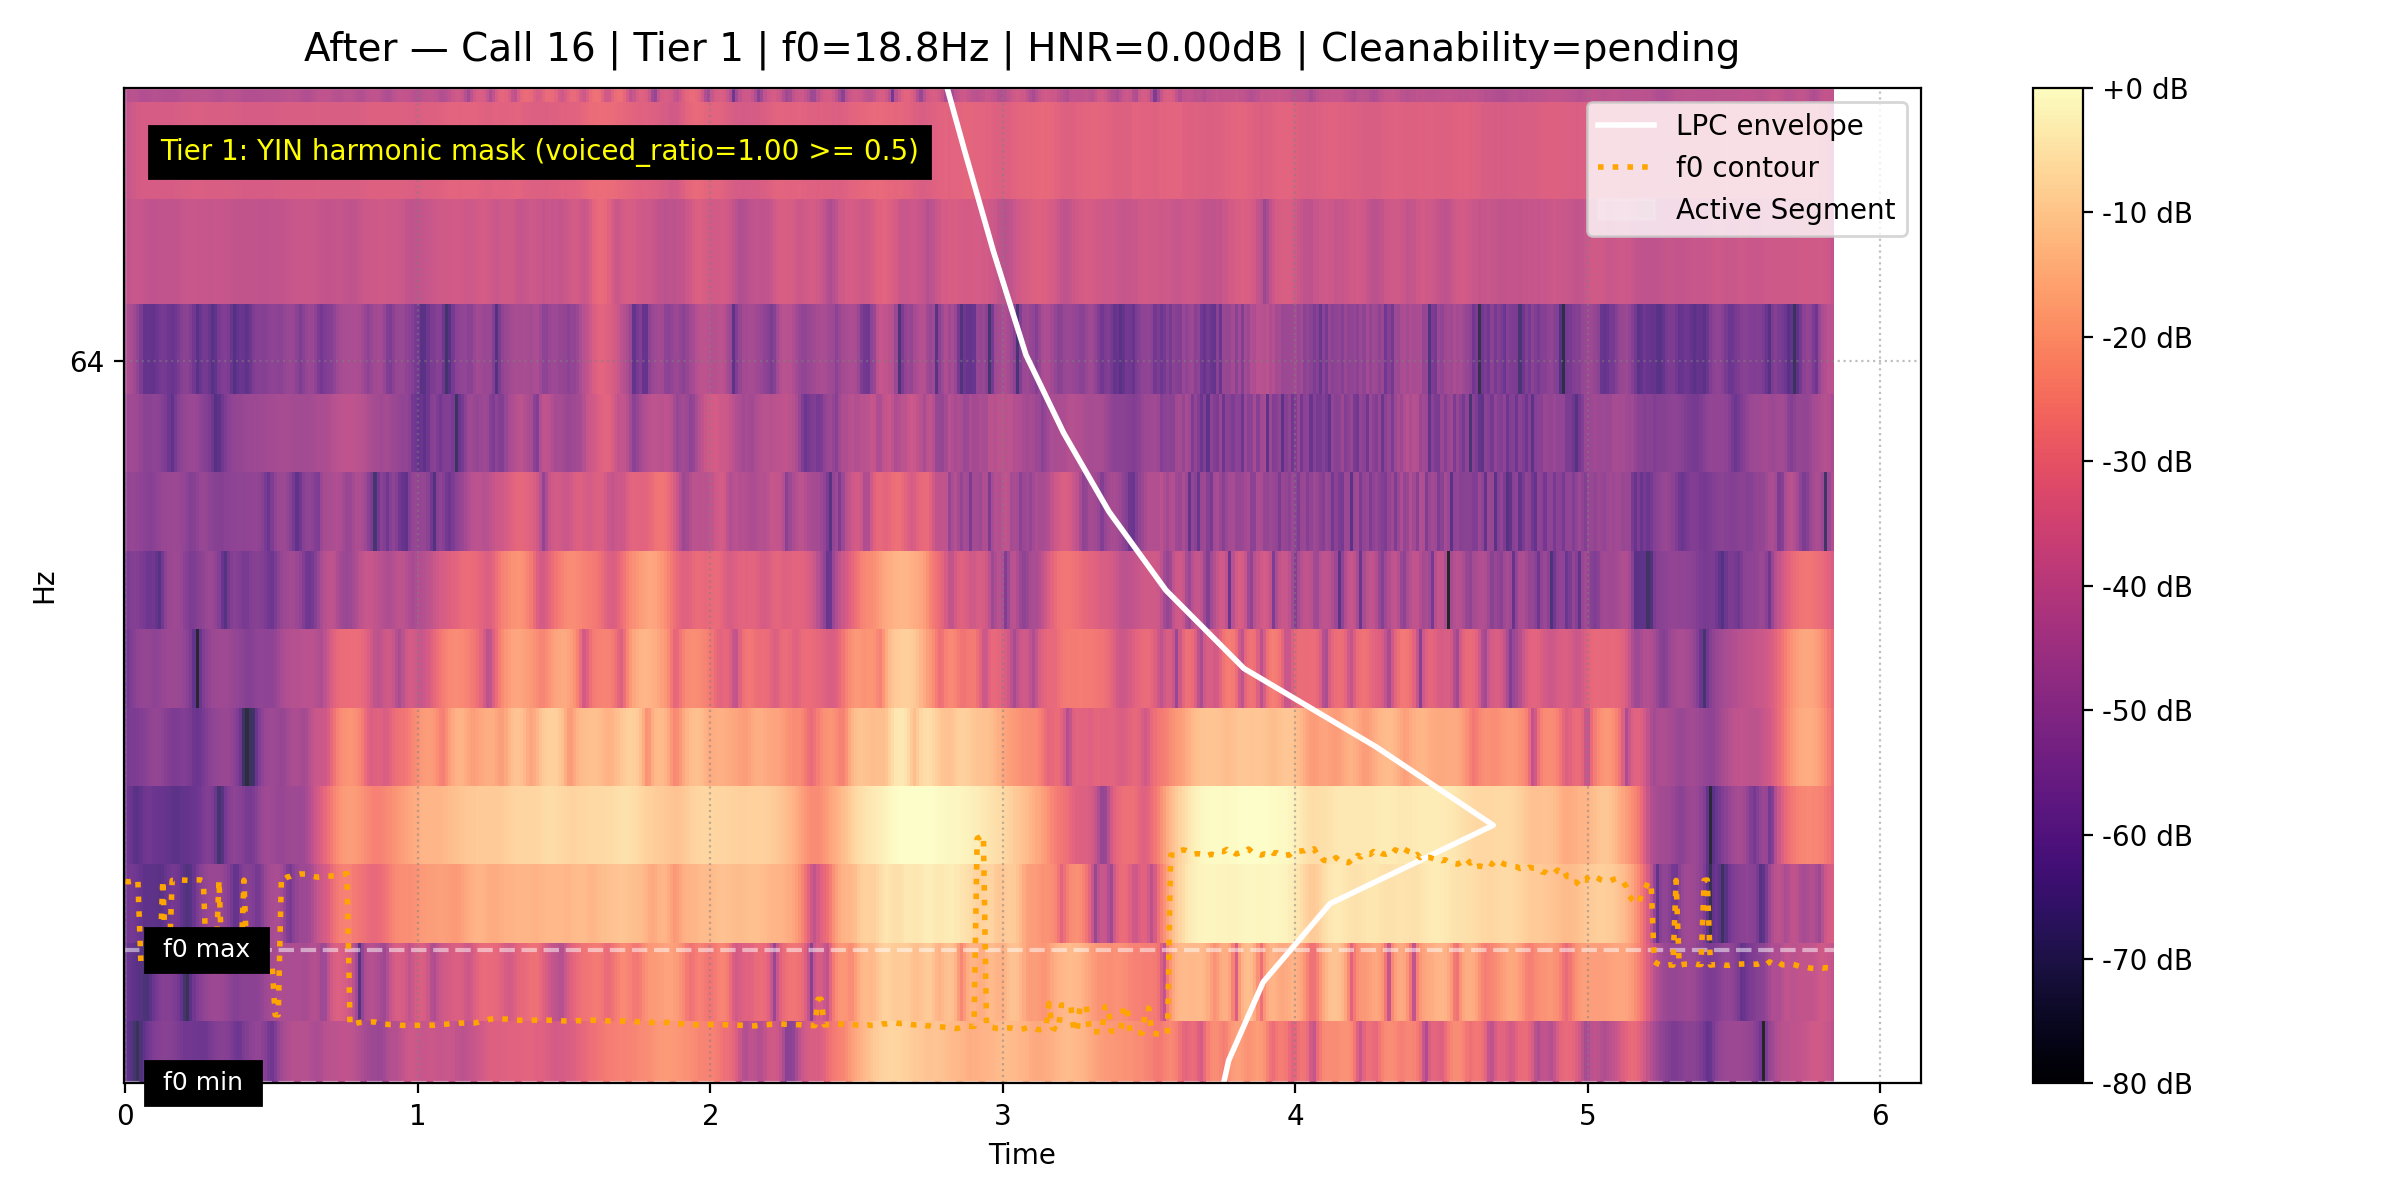 After — Call 16 | Tier 1 | f0=18.8Hz | HNR=0.00dB | Cleanability=pending
Tier 1: YIN harmonic mask (voiced_ratio=1.00 >= 0.5)
LPC envelope
f0 contour
Active Segment
+0 dB
-10 dB
-20 dB
-30 dB
-40 dB
-50 dB
-60 dB
-70 dB
-80 dB
64
Hz
f0 max
f0 min
0 1 2 3 4 5 6
Time